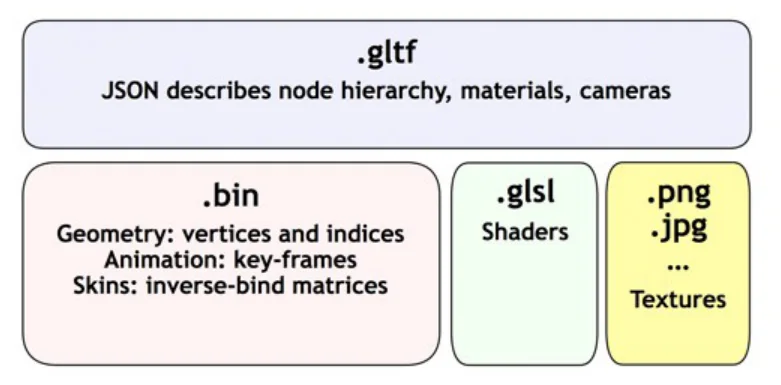 .gltf
JSON describes node hierarchy, materials, cameras
.bin
Geometry: vertices and indices
Animation: key-frames
Skins: inverse-bind matrices
.glsl
Shaders
.png
.jpg
...
Textures